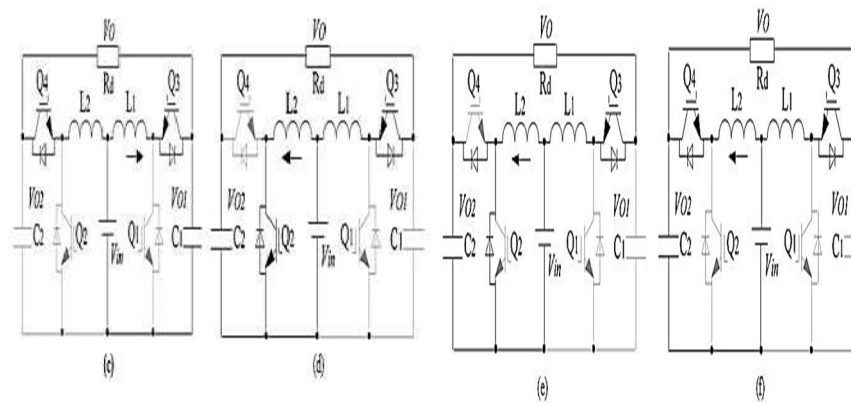 Vo
Rd
Q4
L2
L1
Q3
VO2
VO1
C2
Q2
Vin
Q1
C1
(c)
Vo
Rd
Q4
L2
L1
Q3
VO2
VO1
C2
Q2
Vin
Q1
C1
(d)
Vo
Rd
Q4
L2
L1
Q3
VO2
VO1
C2
Q2
Vin
Q1
C1
(e)
Vo
Rd
Q4
L2
L1
Q3
VO2
VO1
C2
Q2
Vin
Q1
C1
(f)